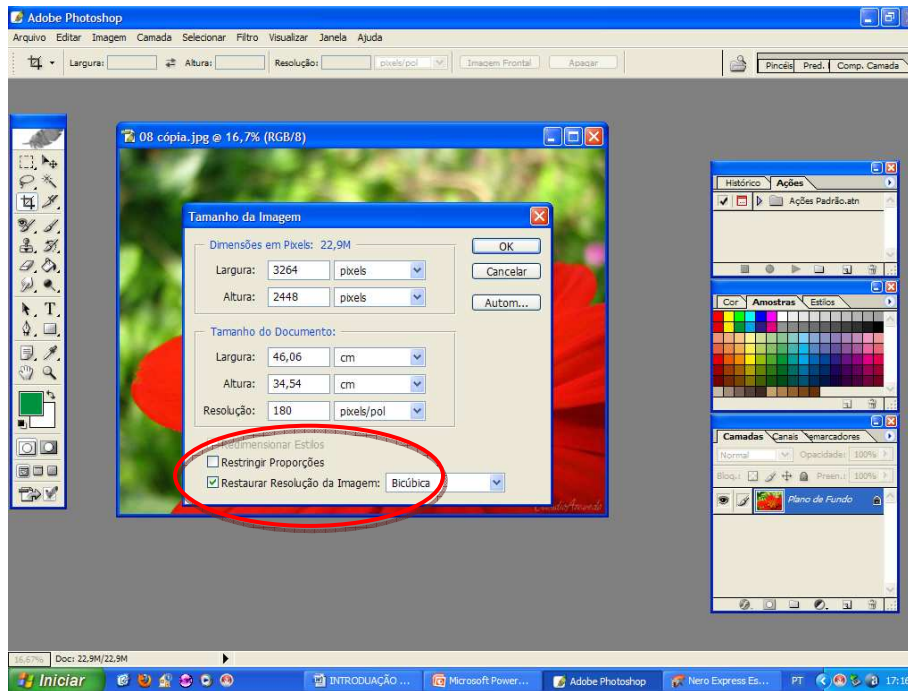 Adobe Photoshop
Arquivo Editar Imagem Camada Selecionar Filtro Visualizar Janela Ajuda
Largura: Altura: Resolução: pixels/pol Imagem Frontal Apagar
Pincéis Pred. Comp. Camada
08 cópia.jpg @ 16,7% (RGB/8)
Tamanho da Imagem
Dimensões em Pixels: 22,9M
Largura: 3264 pixels
Altura: 2448 pixels
OK
Cancelar
Autom...
Tamanho do Documento:
Largura: 46,06 cm
Altura: 34,54 cm
Resolução: 180 pixels/pol
Redimensionar Estilos
Restringir Proporções
Restaurar Resolução da Imagem: Bicúbica
Histórico Ações
Ações Padrão.atn
Cor Amostras Estilos
Camadas Canais Demarcadores
Normal Opacidade: 100%
Bloq.: Preen.: 100%
Plano de Fundo
16,67% Doc: 22,9M/22,9M
Iniciar INTRODUAÇÃO ... Microsoft Power... Adobe Photoshop Nero Express Es... PT 17:16